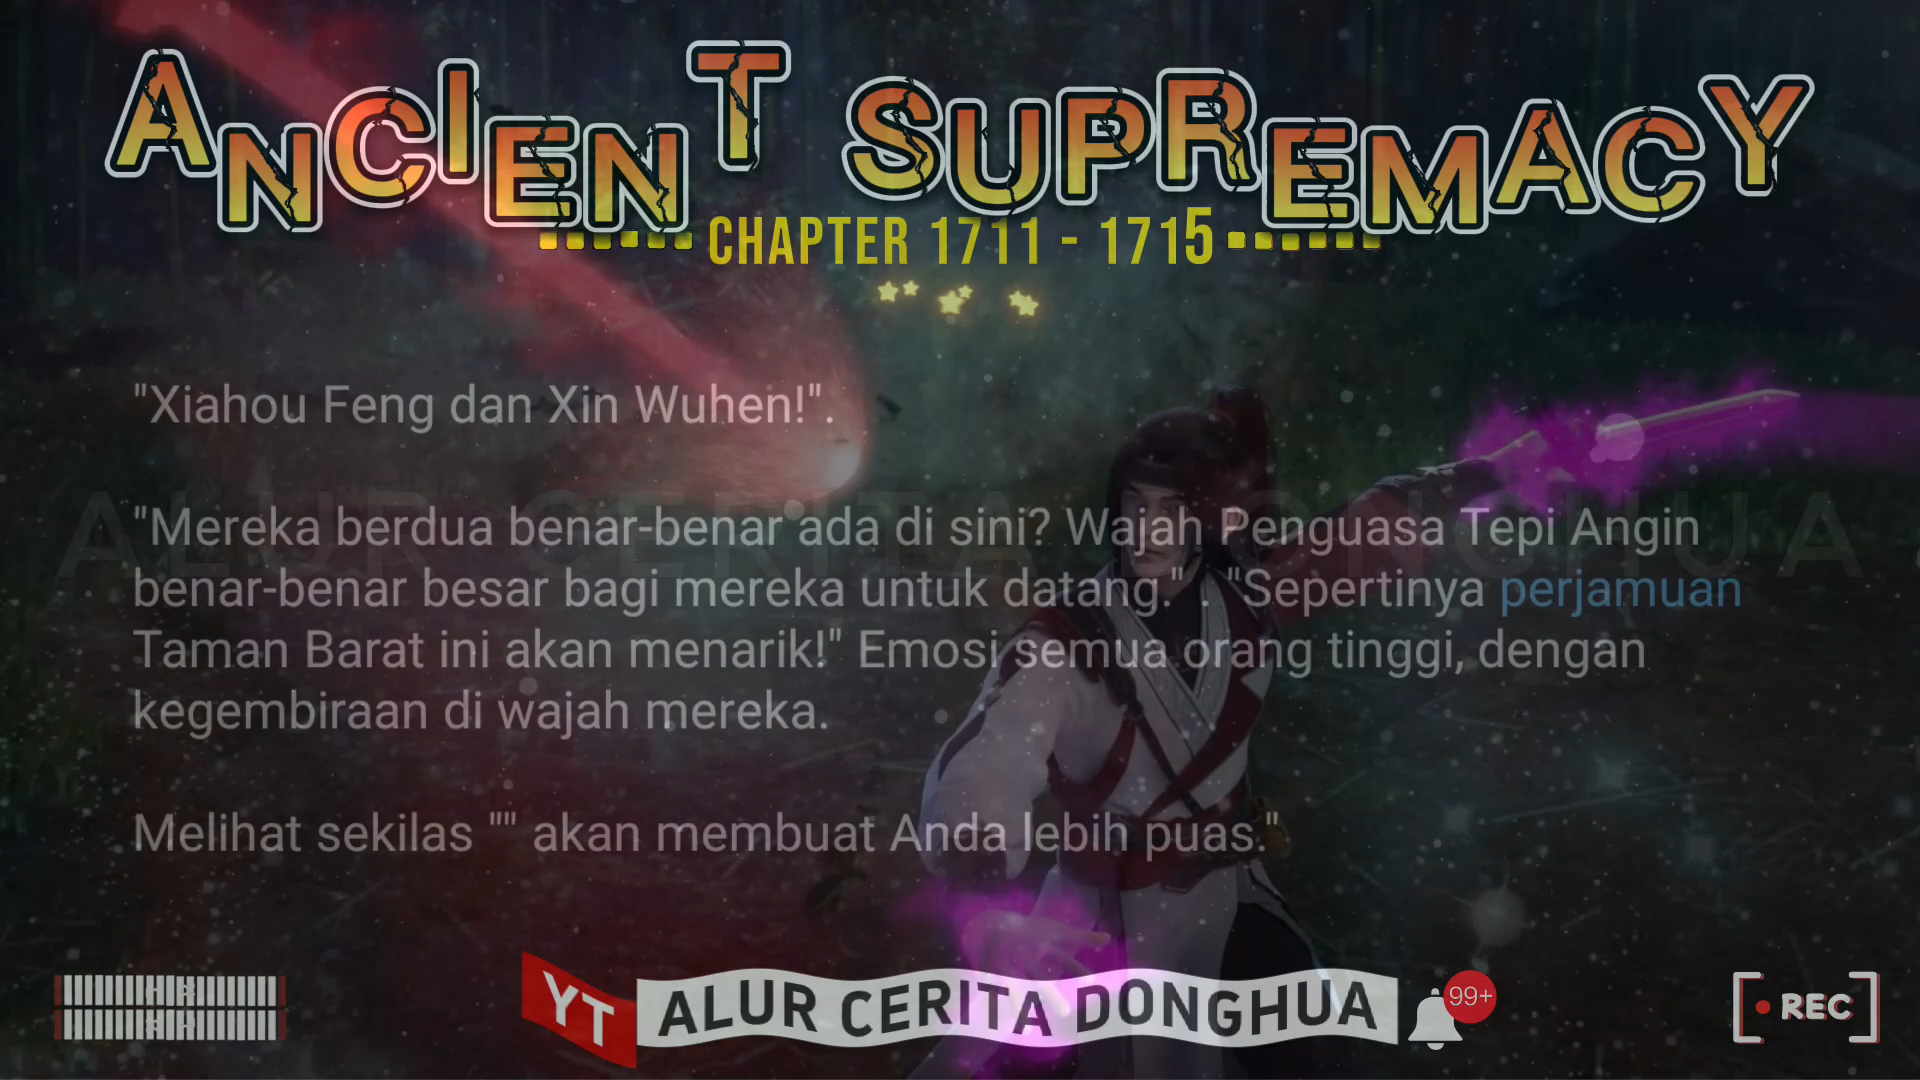 ANCIENT SUPREMACY
CHAPTER 1711 - 1715
"Xiahou Feng dan Xin Wuhen!".
"Mereka berdua benar-benar ada di sini? Wajah Penguasa Tepi Angin
benar-benar besar bagi mereka untuk datang.". "Sepertinya perjamuan
Taman Barat ini akan menarik!" Emosi semua orang tinggi, dengan
kegembiraan di wajah mereka.
Melihat sekilas "" akan membuat Anda lebih puas."
ALUR CERITA DONGHUA
YT ALUR CERITA DONGHUA 99+
REC